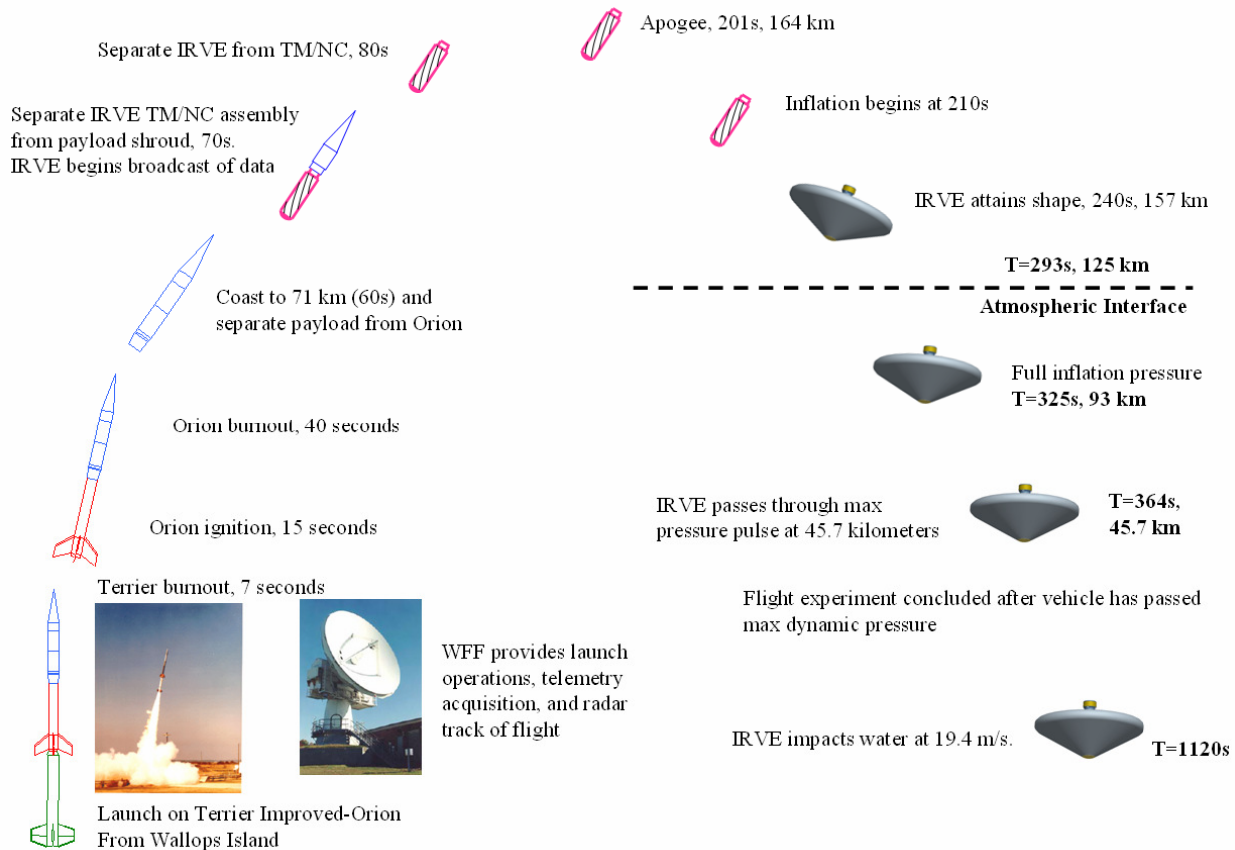 Apogee, 201s, 164 km
Separate IRVE from TM/NC, 80s
Inflation begins at 210s
Separate IRVE TM/NC assembly
from payload shroud, 70s.
IRVE begins broadcast of data
IRVE attains shape, 240s, 157 km
T=293s, 125 km
Atmospheric Interface
Coast to 71 km (60s) and
separate payload from Orion
Full inflation pressure
T=325s, 93 km
Orion burnout, 40 seconds
IRVE passes through max
pressure pulse at 45.7 kilometers
T=364s,
45.7 km
Orion ignition, 15 seconds
Terrier burnout, 7 seconds
Flight experiment concluded after vehicle has passed
max dynamic pressure
WFF provides launch
operations, telemetry
acquisition, and radar
track of flight
IRVE impacts water at 19.4 m/s.
T=1120s
Launch on Terrier Improved-Orion
From Wallops Island